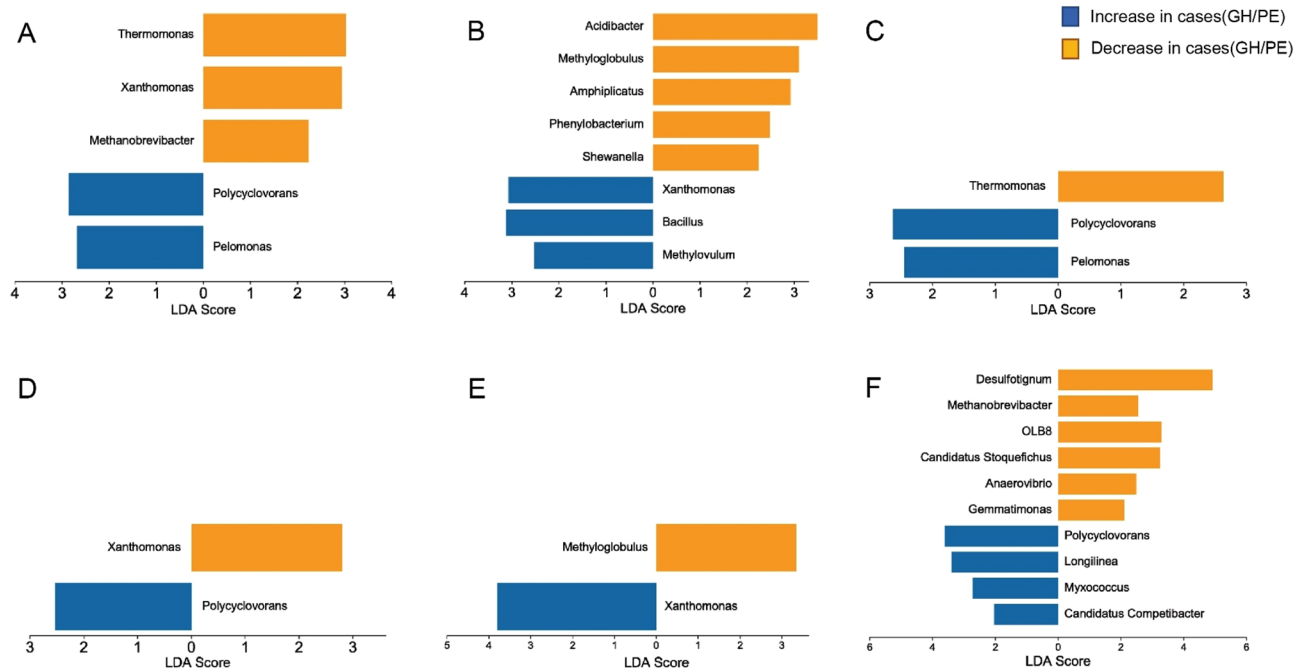 Increase in cases(GH/PE)
Decrease in cases(GH/PE)
A
Thermomonas
Xanthomonas
Methanobrevibacter
Polycyclovorans
Pelomonas
4 3 2 1 0 1 2 3 4
LDA Score
B
Acidibacter
Methyloglobulus
Amphiplicatus
Phenylobacterium
Shewanella
Xanthomonas
Bacillus
Methylovulum
4 3 2 1 0 1 2 3
LDA Score
C
Thermomonas
Polycyclovorans
Pelomonas
3 2 1 0 1 2 3
LDA Score
D
Xanthomonas
Polycyclovorans
3 2 1 0 1 2 3
LDA Score
E
Methyloglobulus
Xanthomonas
5 4 3 2 1 0 1 2 3
LDA Score
F
Desulfotignum
Methanobrevibacter
OLB8
Candidatus Stoquefichus
Anaerovibrio
Gemmatimonas
Polycyclovorans
Longilinea
Myxococcus
Candidatus Competibacter
6 4 2 0 2 4 6
LDA Score